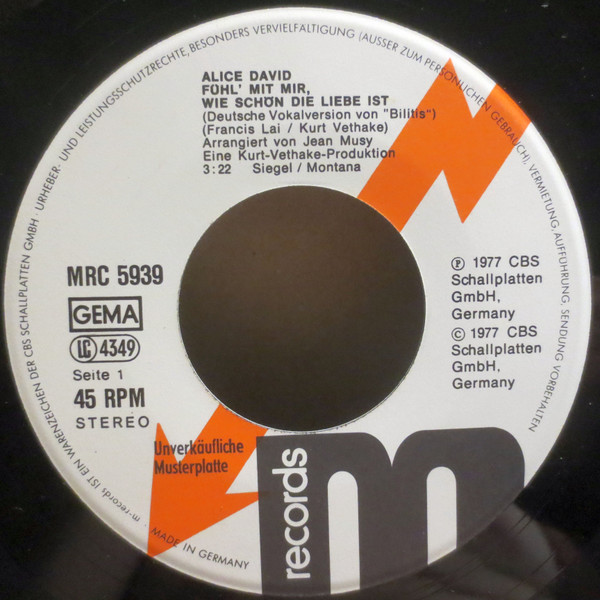 ALICE DAVID
FÜHL' MIT MIR,
WIE SCHÖN DIE LIEBE IST
(Deutsche Vokalversion von "Bilitis")
(Francis Lai / Kurt Vethake)
Arrangiert von Jean Musy
Eine Kurt-Vethake-Produktion
3:22 Siegel / Montana
MRC 5939
GEMA
LC 4349
Seite 1
45 RPM
STEREO
Ⓟ 1977 CBS
Schallplatten
GmbH,
Germany
© 1977 CBS
Schallplatten
GmbH,
Germany
Unverkäufliche
Musterplatte
records
m
m-records IST EIN WARENZEICHEN DER CBS SCHALLPLATTEN GMBH · URHEBER- UND LEISTUNGSSCHUTZRECHTE, BESONDERS VERVIELFÄLTIGUNG (AUSSER ZUM PERSÖNLICHEN GEBRAUCH), VERMIETUNG, AUFFÜHRUNG, SENDUNG VORBEHALTEN
· MADE IN GERMANY